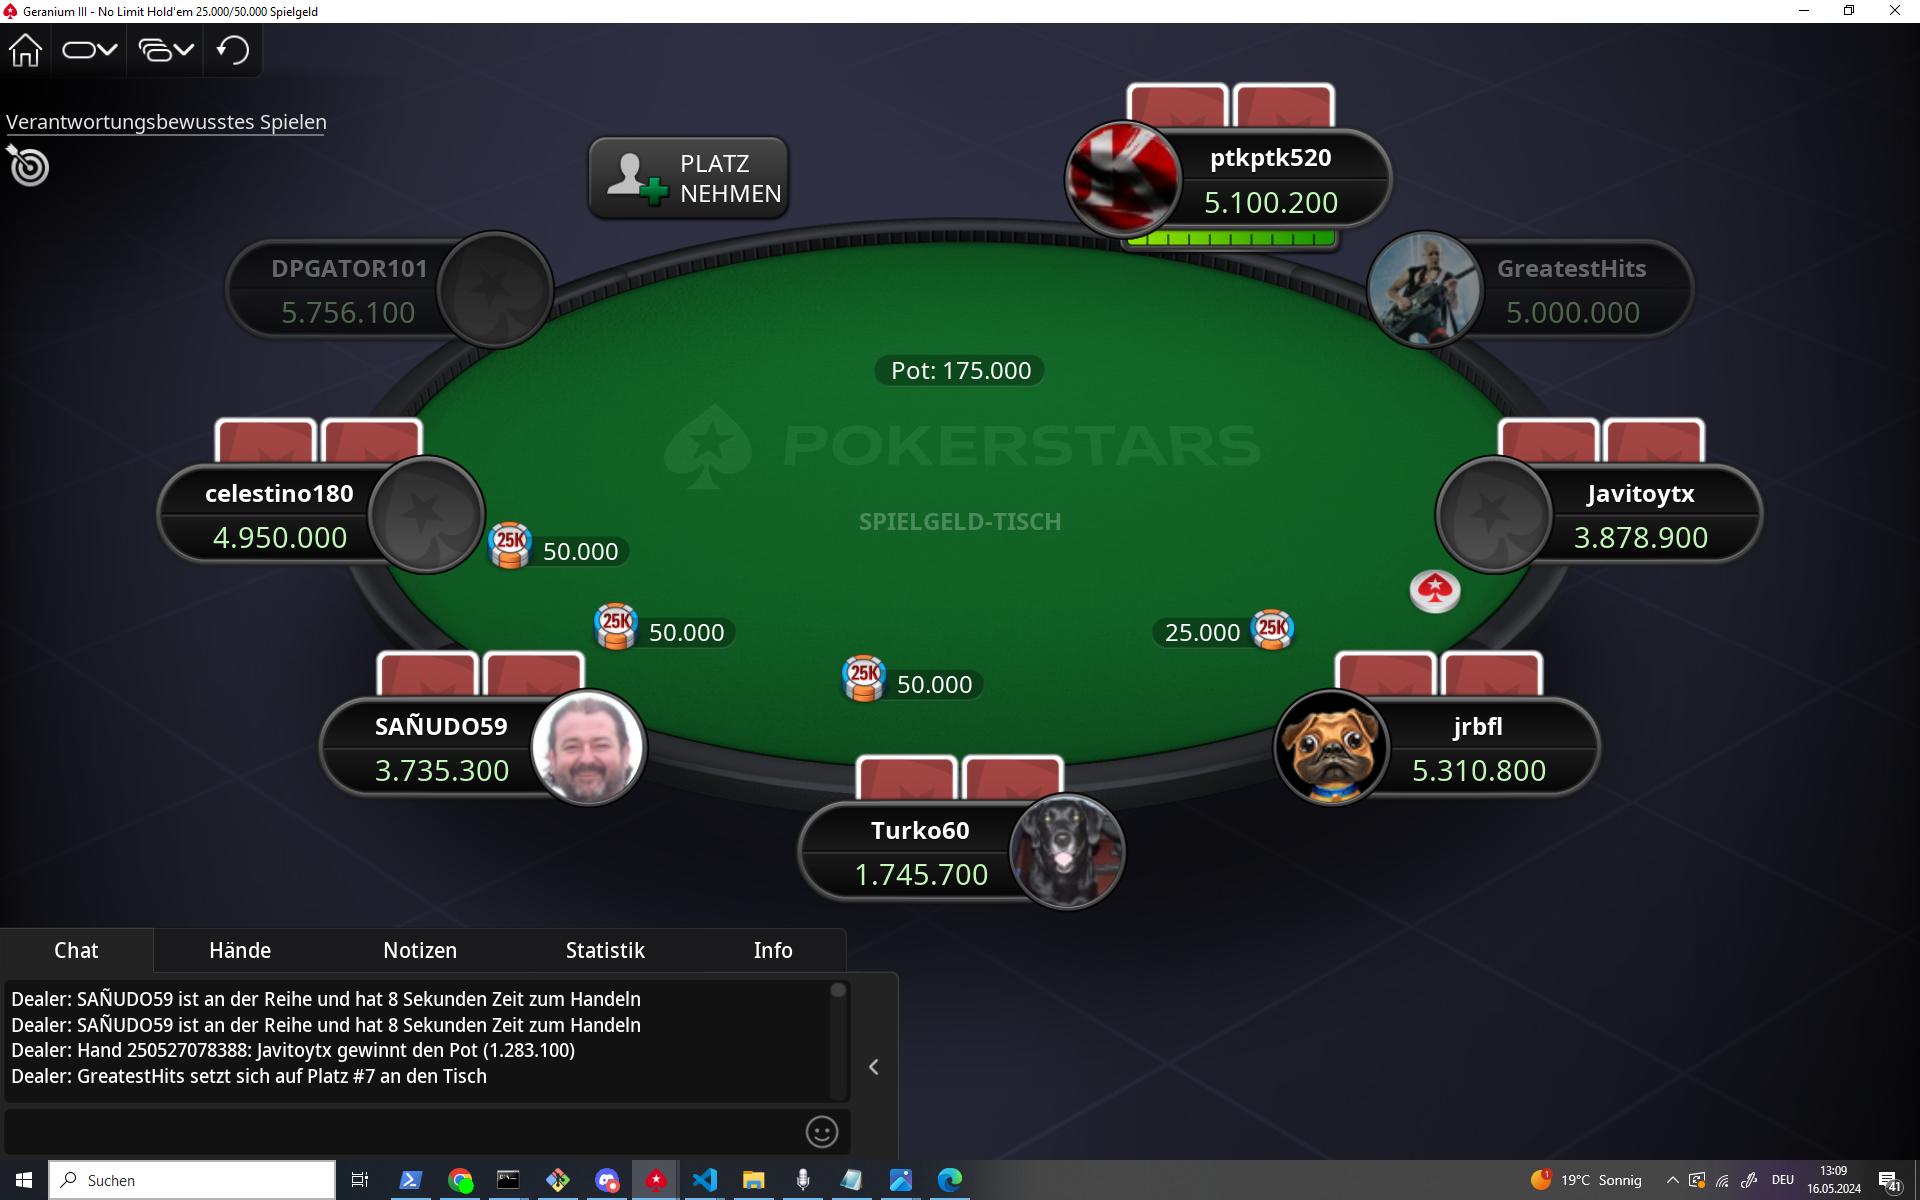 Geranium III - No Limit Hold'em 25.000/50.000 Spielgeld
Verantwortungsbewusstes Spielen
PLATZ
NEHMEN
ptkptk520
5.100.200
DPGATOR101
5.756.100
GreatestHits
5.000.000
Pot: 175.000
POKERSTARS
SPIELGELD-TISCH
celestino180
4.950.000
25K
50.000
Javitoytx
3.878.900
25K
50.000
25K
50.000
25.000
25K
SAÑUDO59
3.735.300
jrbfl
5.310.800
Turko60
1.745.700
Chat
Hände
Notizen
Statistik
Info
Dealer: SAÑUDO59 ist an der Reihe und hat 8 Sekunden Zeit zum Handeln
Dealer: SAÑUDO59 ist an der Reihe und hat 8 Sekunden Zeit zum Handeln
Dealer: Hand 250527078388: Javitoytx gewinnt den Pot (1.283.100)
Dealer: GreatestHits setzt sich auf Platz #7 an den Tisch
Suchen
1
19°C Sonnig
DEU
13:09
16.05.2024
41